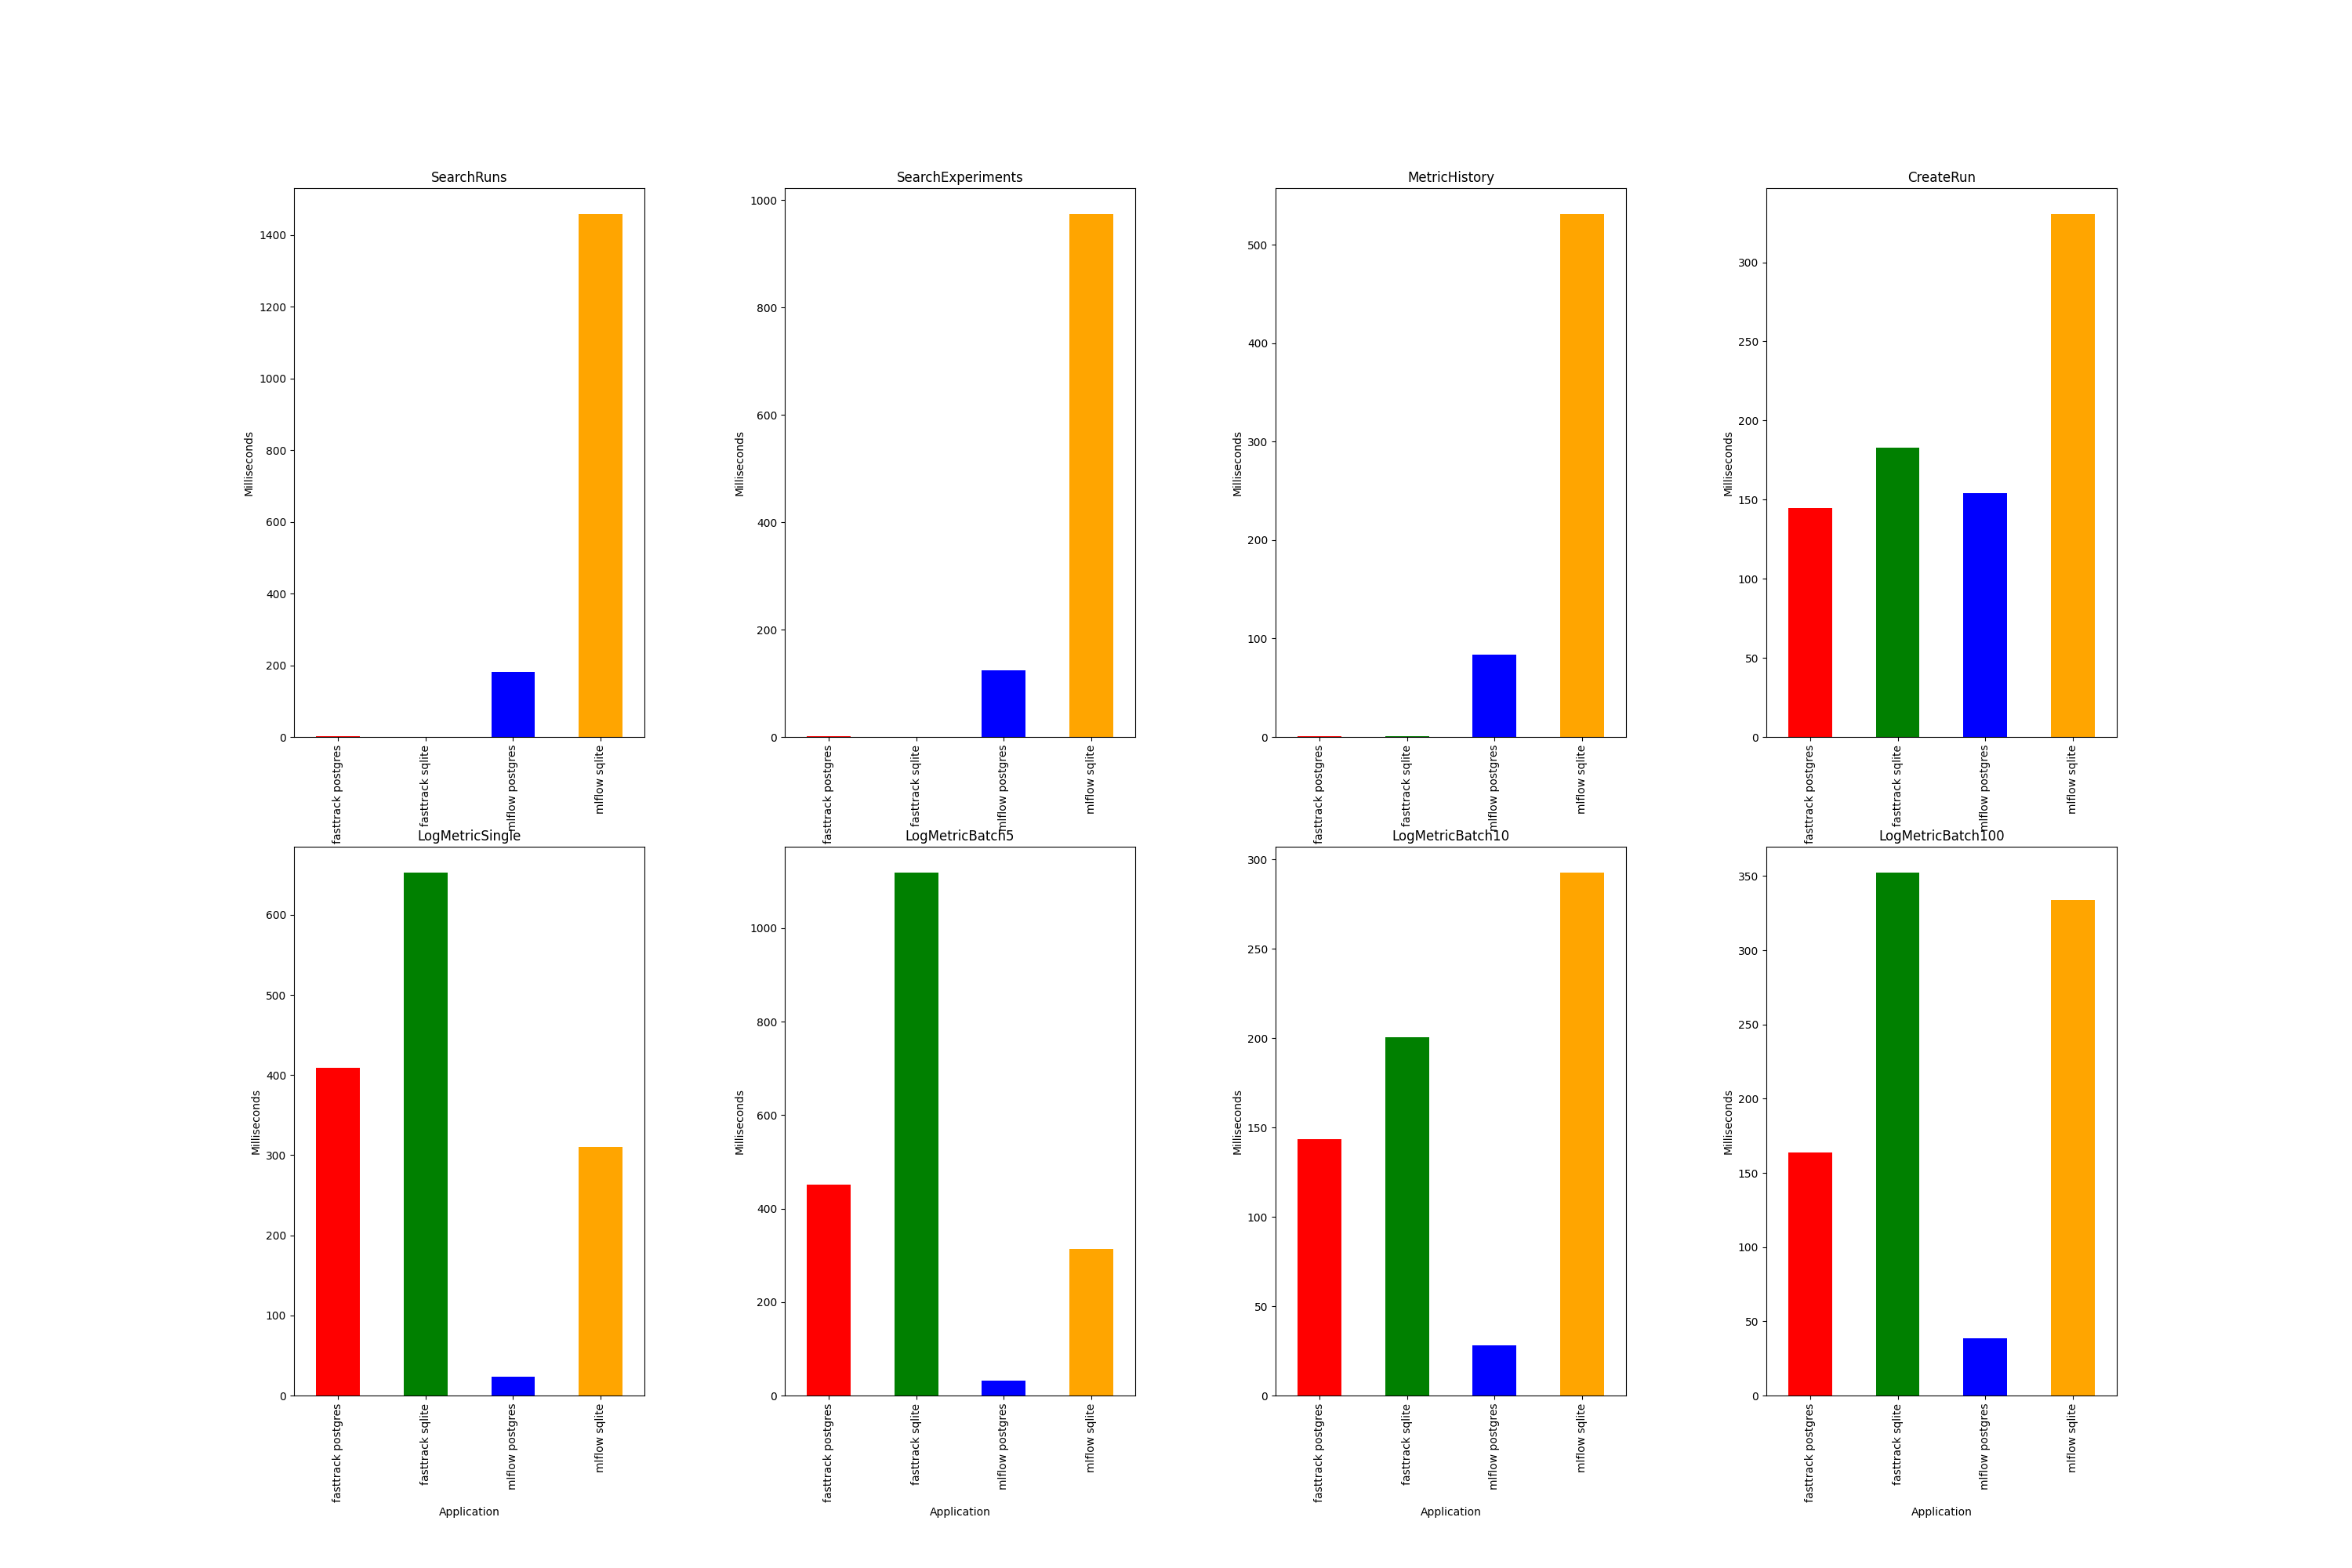 SearchRuns
Milliseconds
1400
1200
1000
800
600
400
200
0
fasttrack postgres
fasttrack sqlite
mlflow postgres
mlflow sqlite
SearchExperiments
Milliseconds
1000
800
600
400
200
0
fasttrack postgres
fasttrack sqlite
mlflow postgres
mlflow sqlite
MetricHistory
Milliseconds
500
400
300
200
100
0
fasttrack postgres
fasttrack sqlite
mlflow postgres
mlflow sqlite
CreateRun
Milliseconds
300
250
200
150
100
50
0
fasttrack postgres
fasttrack sqlite
mlflow postgres
mlflow sqlite
LogMetricSingle
Milliseconds
600
500
400
300
200
100
0
fasttrack postgres
fasttrack sqlite
mlflow postgres
mlflow sqlite
Application
LogMetricBatch5
Milliseconds
1000
800
600
400
200
0
fasttrack postgres
fasttrack sqlite
mlflow postgres
mlflow sqlite
Application
LogMetricBatch10
Milliseconds
300
250
200
150
100
50
0
fasttrack postgres
fasttrack sqlite
mlflow postgres
mlflow sqlite
Application
LogMetricBatch100
Milliseconds
350
300
250
200
150
100
50
0
fasttrack postgres
fasttrack sqlite
mlflow postgres
mlflow sqlite
Application